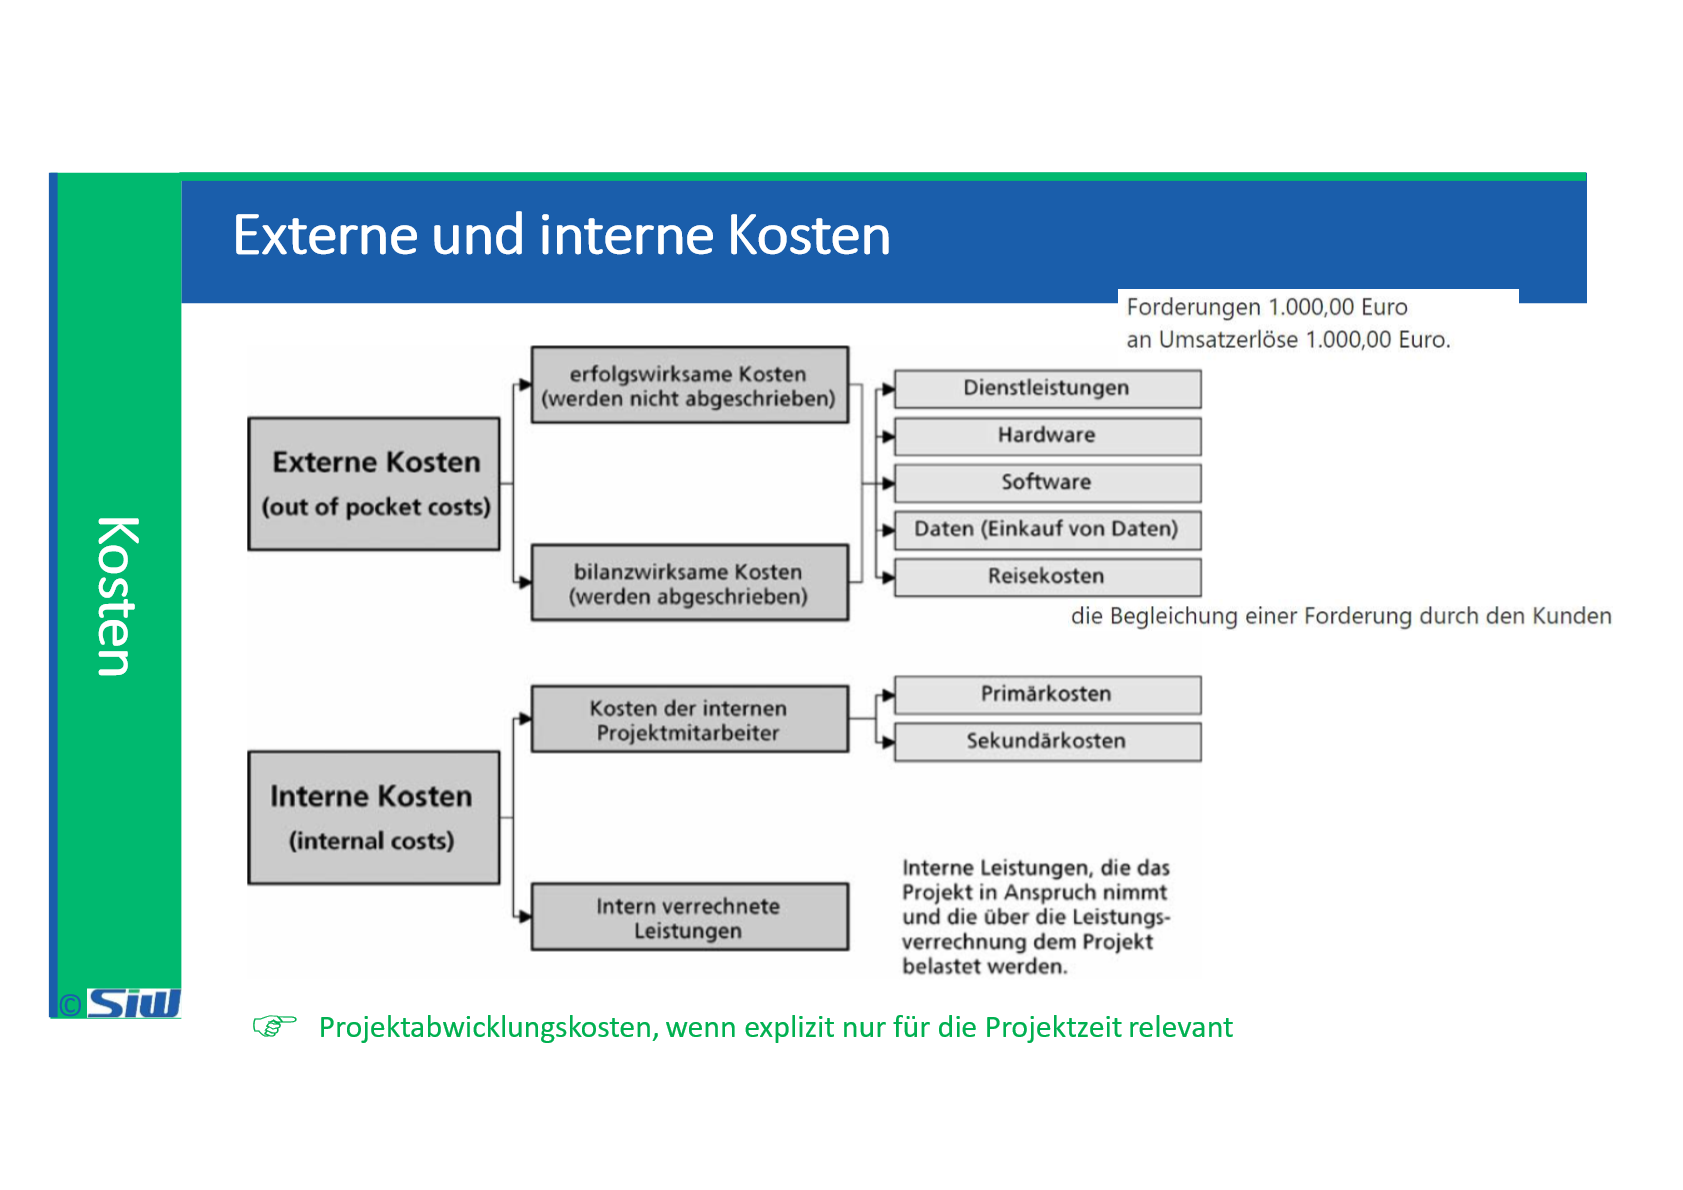 Externe und interne Kosten
Forderungen 1.000,00 Euro
an Umsatzerlöse 1.000,00 Euro.
Kosten
Externe Kosten
(out of pocket costs)
erfolgswirksame Kosten
(werden nicht abgeschrieben)
bilanzwirksame Kosten
(werden abgeschrieben)
Dienstleistungen
Hardware
Software
Daten (Einkauf von Daten)
Reisekosten
die Begleichung einer Forderung durch den Kunden
Interne Kosten
(internal costs)
Kosten der internen
Projektmitarbeiter
Primärkosten
Sekundärkosten
Intern verrechnete
Leistungen
Interne Leistungen, die das
Projekt in Anspruch nimmt
und die über die Leistungs-
verrechnung dem Projekt
belastet werden.
© SiW
☞ Projektabwicklungskosten, wenn explizit nur für die Projektzeit relevant